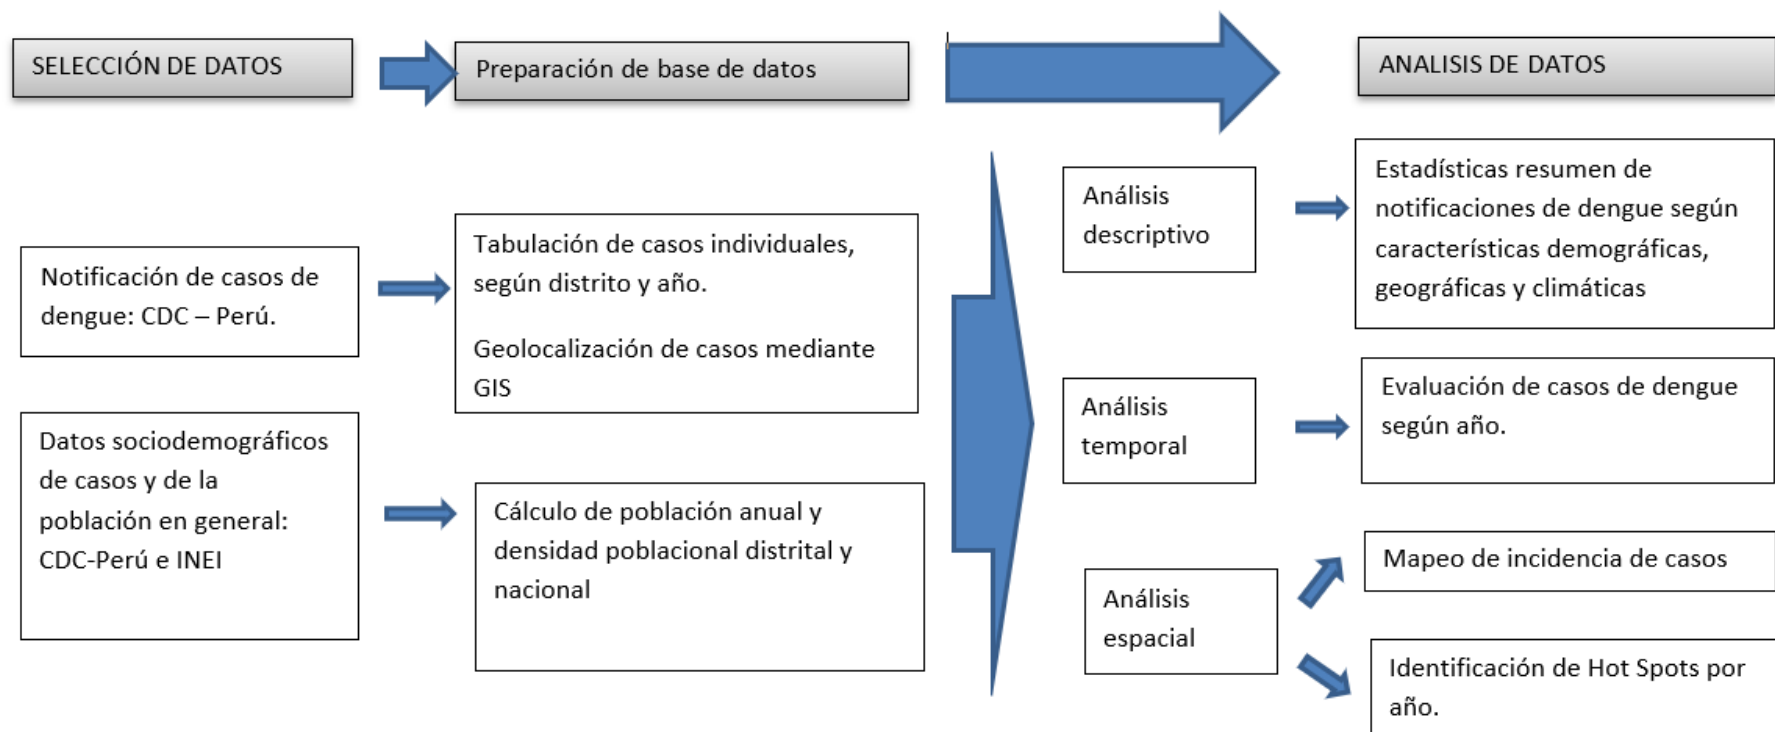 SELECCIÓN DE DATOS
Preparación de base de datos
ANALISIS DE DATOS
Notificación de casos de
dengue: CDC – Perú.
Tabulación de casos individuales,
según distrito y año.
Geolocalización de casos mediante
GIS
Datos sociodemográficos
de casos y de la
población en general:
CDC-Perú e INEI
Cálculo de población anual y
densidad poblacional distrital y
nacional
Análisis
descriptivo
Estadísticas resumen de
notificaciones de dengue según
características demográficas,
geográficas y climáticas
Análisis
temporal
Evaluación de casos de dengue
según año.
Análisis
espacial
Mapeo de incidencia de casos
Identificación de Hot Spots por
año.